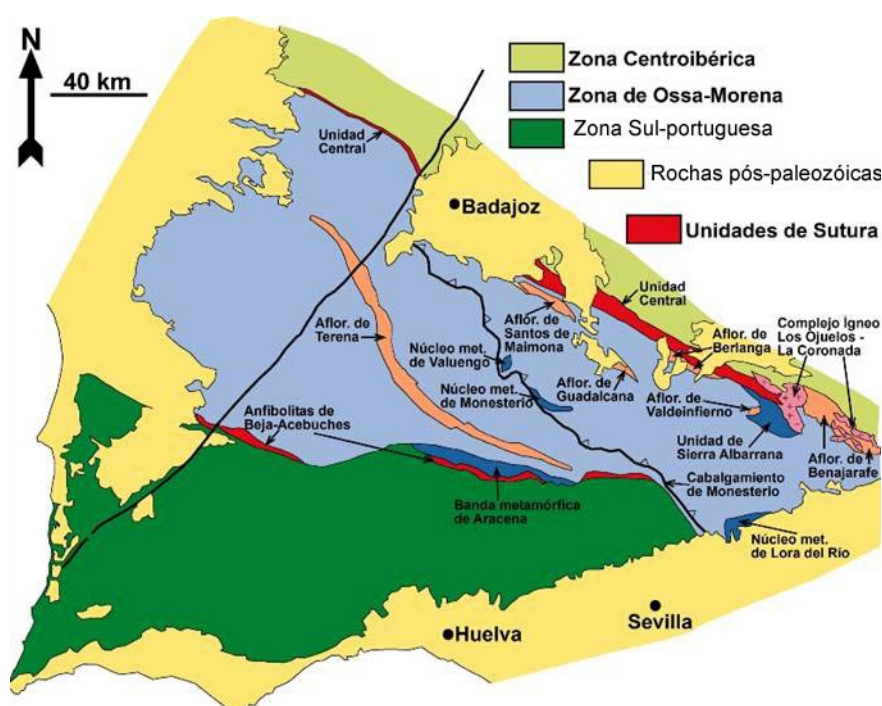 N
40 km
Zona Centroibérica
Zona de Ossa-Morena
Zona Sul-portuguesa
Rochas pós-paleozóicas
Unidades de Sutura
Unidad
Central
Badajoz
Unidad
Central
Complejo Igneo
Los Ojuelos -
La Coronada
Aflor. de
Berlanga
Aflor. de
Santos de
Maimona
Aflor. de
Terena
Núcleo met.
de Valuengo
Aflor. de
Guadalcana
Núcleo met.
de Monesterio
Aflor. de
Valdeinfierno
Anfibolitas de
Beja-Acebuches
Unidad de
Sierra Albarrana
Aflor. de
Benajarafe
Cabalgamiento
de Monesterio
Banda metamórfica
de Aracena
Núcleo met.
de Lora del Río
Sevilla
Huelva